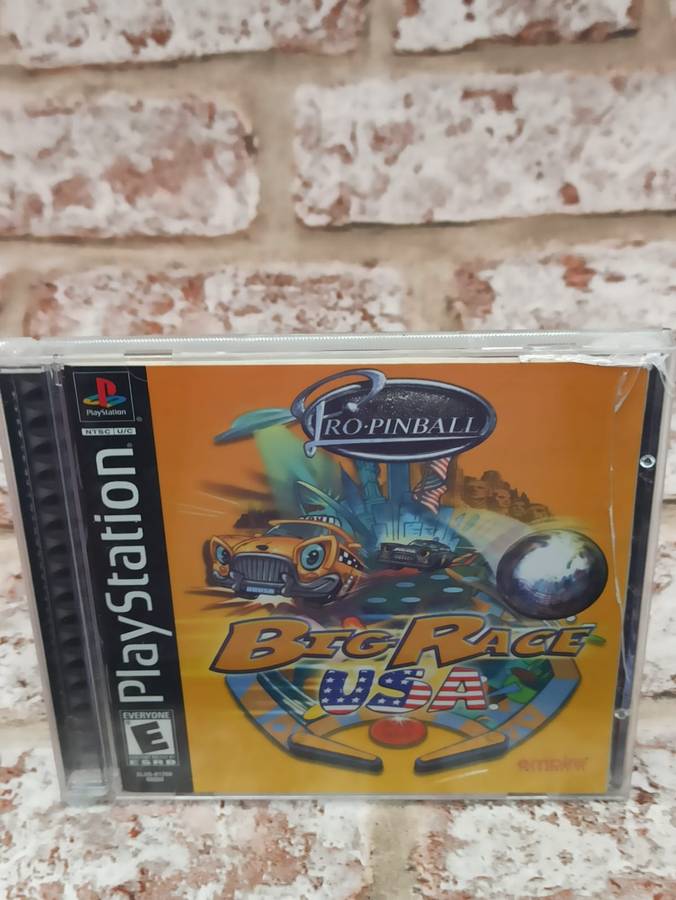 PlayStation
NTSC U/C
PlayStation
PRO-PINBALL
BIG RACE
USA
EVERYONE
E
ESRB
empire